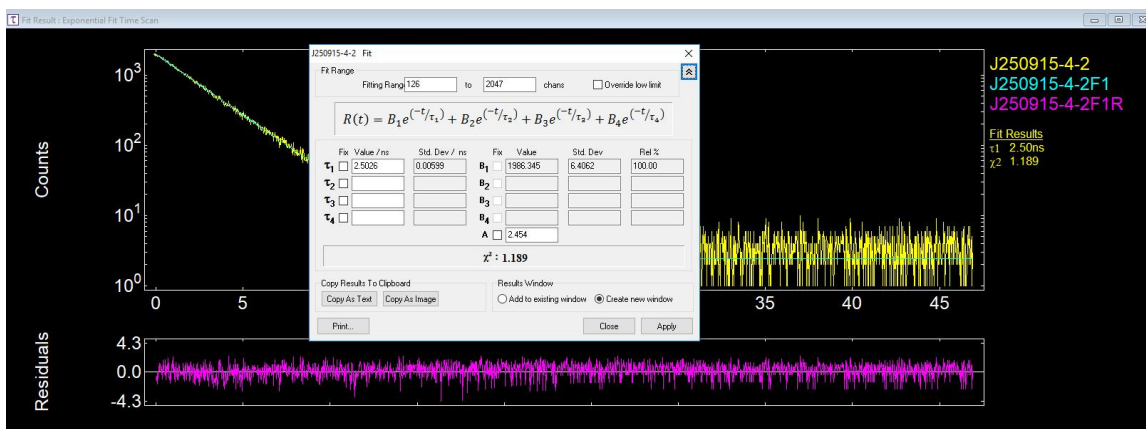 Fit Result : Exponential Fit Time Scan
J250915-4-2 Fit
Fit Range
Fitting Rang 126 to 2047 chans Override low limit
R(t) = B₁e^(-t/τ₁) + B₂e^(-t/τ₂) + B₃e^(-t/τ₃) + B₄e^(-t/τ₄)
Fix Value / ns Std. Dev / ns Fix Value Std. Dev Rel %
τ₁ 2.5026 0.00599 B₁ 1986.345 6.4062 100.00
τ₂ B₂
τ₃ B₃
τ₄ B₄
A 2.454
χ² : 1.189
Copy Results To Clipboard
Copy As Text Copy As Image
Results Window
Add to existing window Create new window
Print... Close Apply
J250915-4-2
J250915-4-2F1
J250915-4-2F1R
Fit Results
τ1 2.50ns
χ2 1.189
Counts
10³
10²
10¹
10⁰
0 5 35 40 45
Residuals
4.3
0.0
-4.3